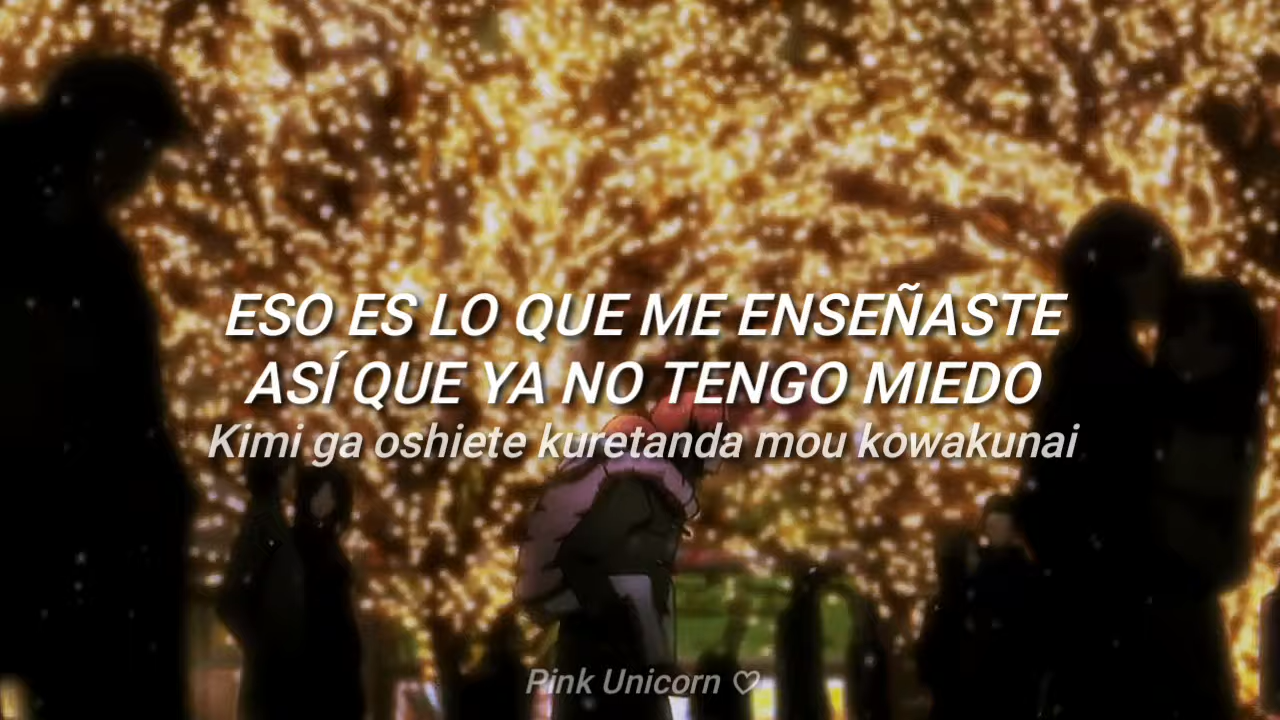 ESO ES LO QUE ME ENSEÑASTE
ASÍ QUE YA NO TENGO MIEDO
Kimi ga oshiete kuretanda mou kowakunai
Pink Unicorn ♡